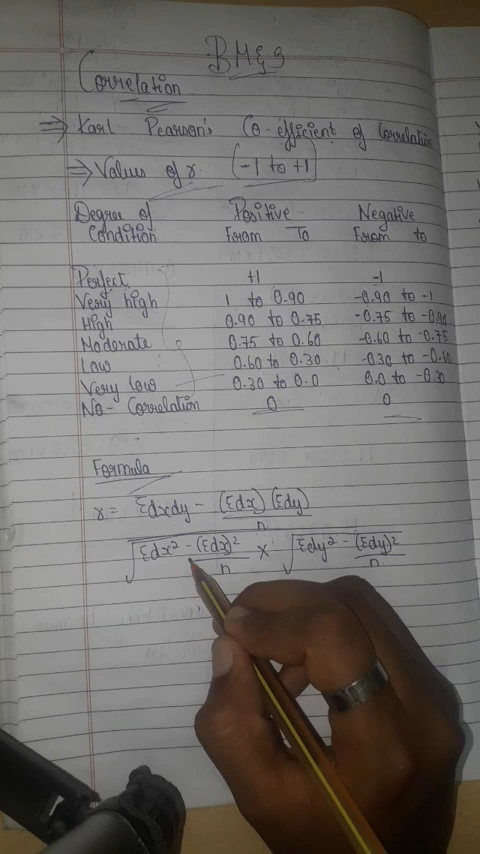 BM&S
Correlation
⇒ Karl Pearson's Co-efficient of Correlation
⇒ Values of r. (-1 to +1)
Degree of Positive Negative
Condition From To From to
Perfect +1 -1
Very high 1 to 0.90 -0.90 to -1
High 0.90 to 0.75 -0.75 to -0.90
Moderate 0.75 to 0.60 -0.60 to -0.75
Low 0.60 to 0.30 -0.30 to -0.60
Very low 0.30 to 0.0 0.0 to -0.30
No- Correlation 0 0
Formula
r = Σdxdy - (Σdx)(Σdy)
n
√Σdx² - (Σdx)² × √Σdy² - (Σdy)²
n n